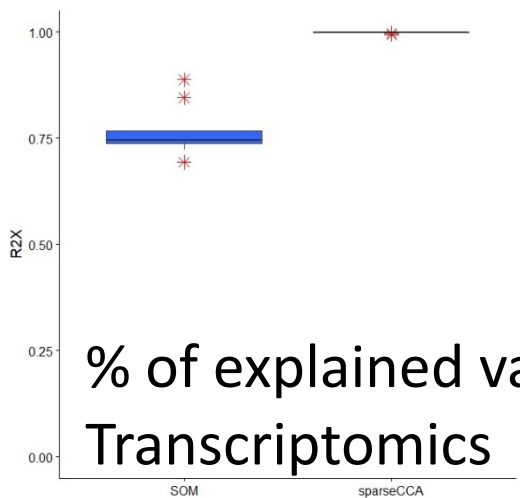 1.00
0.75
R2X
0.50
0.25
% of explained va
Transcriptomics
0.00
SOM sparseCCA